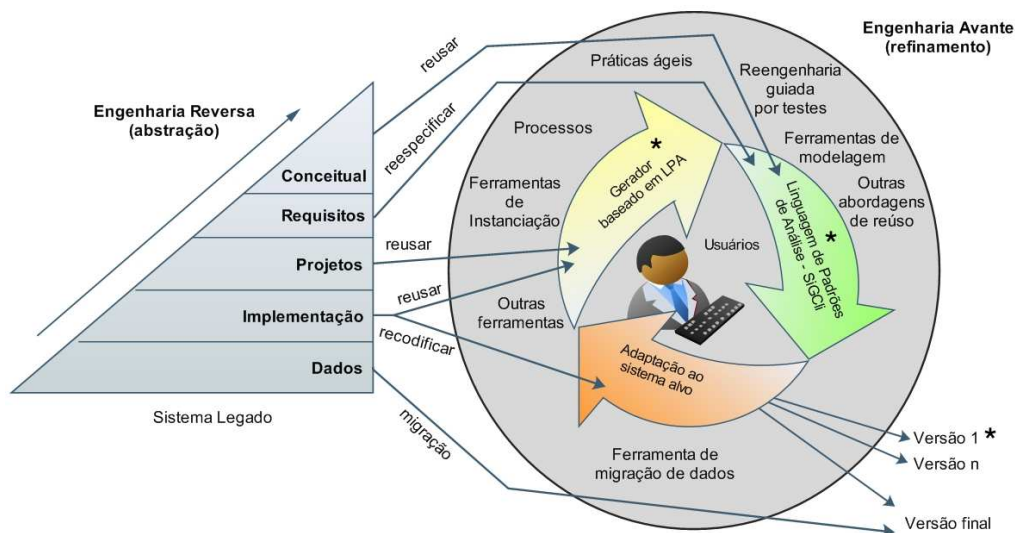 Engenharia Avante
(refinamento)
reusar
Práticas ágeis
Reengenharia
guiada
por testes
Engenharia Reversa
(abstração)
reespecificar
Processos
*
Ferramentas de
modelagem
Gerador
baseado em LPA
Conceitual
Ferramentas
de
Instanciação
Outras
abordagens
de reúso
Linguagem de Padrões
de Análise - SiGCli
*
Requisitos
reusar
Usuários
Projetos
reusar
Outras
ferramentas
Implementação
recodificar
Adaptação ao
sistema alvo
Dados
Sistema Legado
migração
Versão 1 *
Ferramenta de
migração de dados
Versão n
Versão final